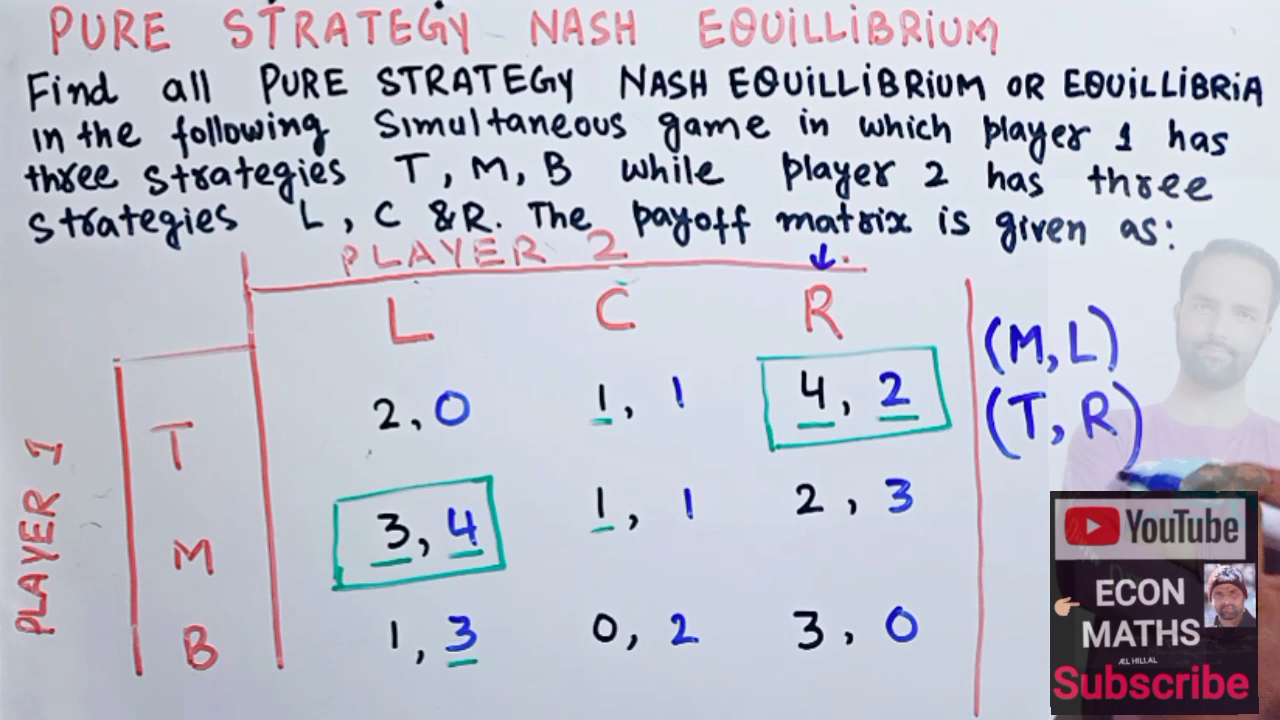 PURE STRATEGY NASH EQUILLIBRIUM
Find all PURE STRATEGY NASH EQUILLIBRIUM OR EQUILLIBRIA
in the following Simultaneous game in which player 1 has
three strategies T, M, B while player 2 has three
strategies L, C & R. The payoff matrix is given as:
PLAYER 2
L C R
T 2,0 1, 1 4, 2
M 3,4 1, 1 2, 3
B 1, 3 0, 2 3, 0
PLAYER 1
(M,L)
(T, R)
YouTube
ECON
MATHS
ÆL HILLAL
Subscribe